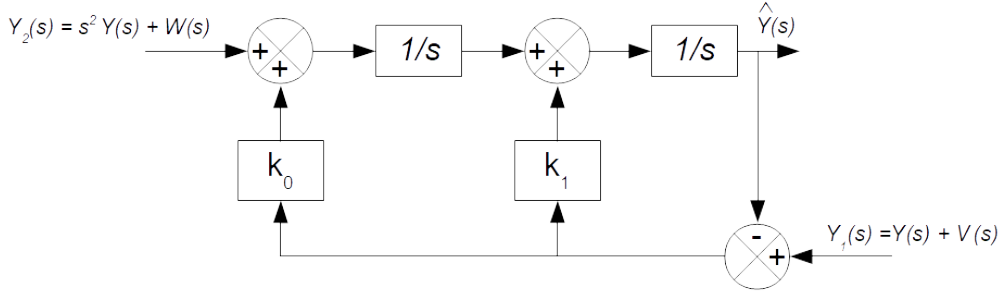 Y₂(s) = s² Y(s) + W(s)
^
Y(s)
+
+
1/s
+
+
1/s
k₀
k₁
-
+
Y₁(s) =Y(s) + V(s)